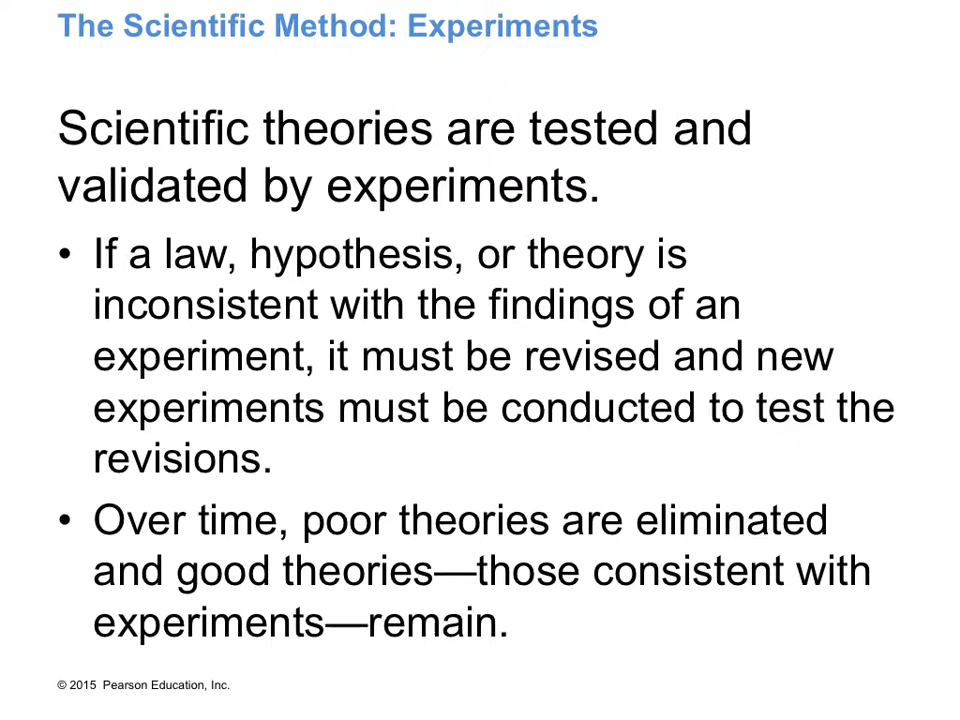 The Scientific Method: Experiments
Scientific theories are tested and
validated by experiments.
• If a law, hypothesis, or theory is
inconsistent with the findings of an
experiment, it must be revised and new
experiments must be conducted to test the
revisions.
• Over time, poor theories are eliminated
and good theories—those consistent with
experiments—remain.
© 2015 Pearson Education, Inc.